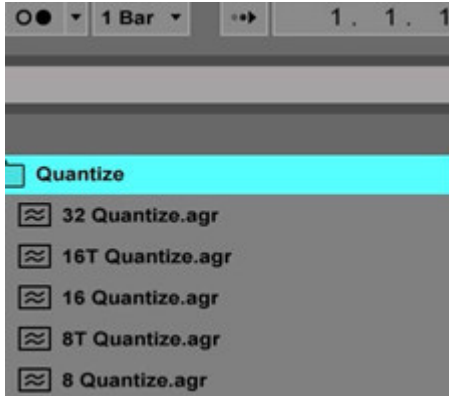 1 Bar 1. 1. 1
Quantize
32 Quantize.agr
16T Quantize.agr
16 Quantize.agr
8T Quantize.agr
8 Quantize.agr